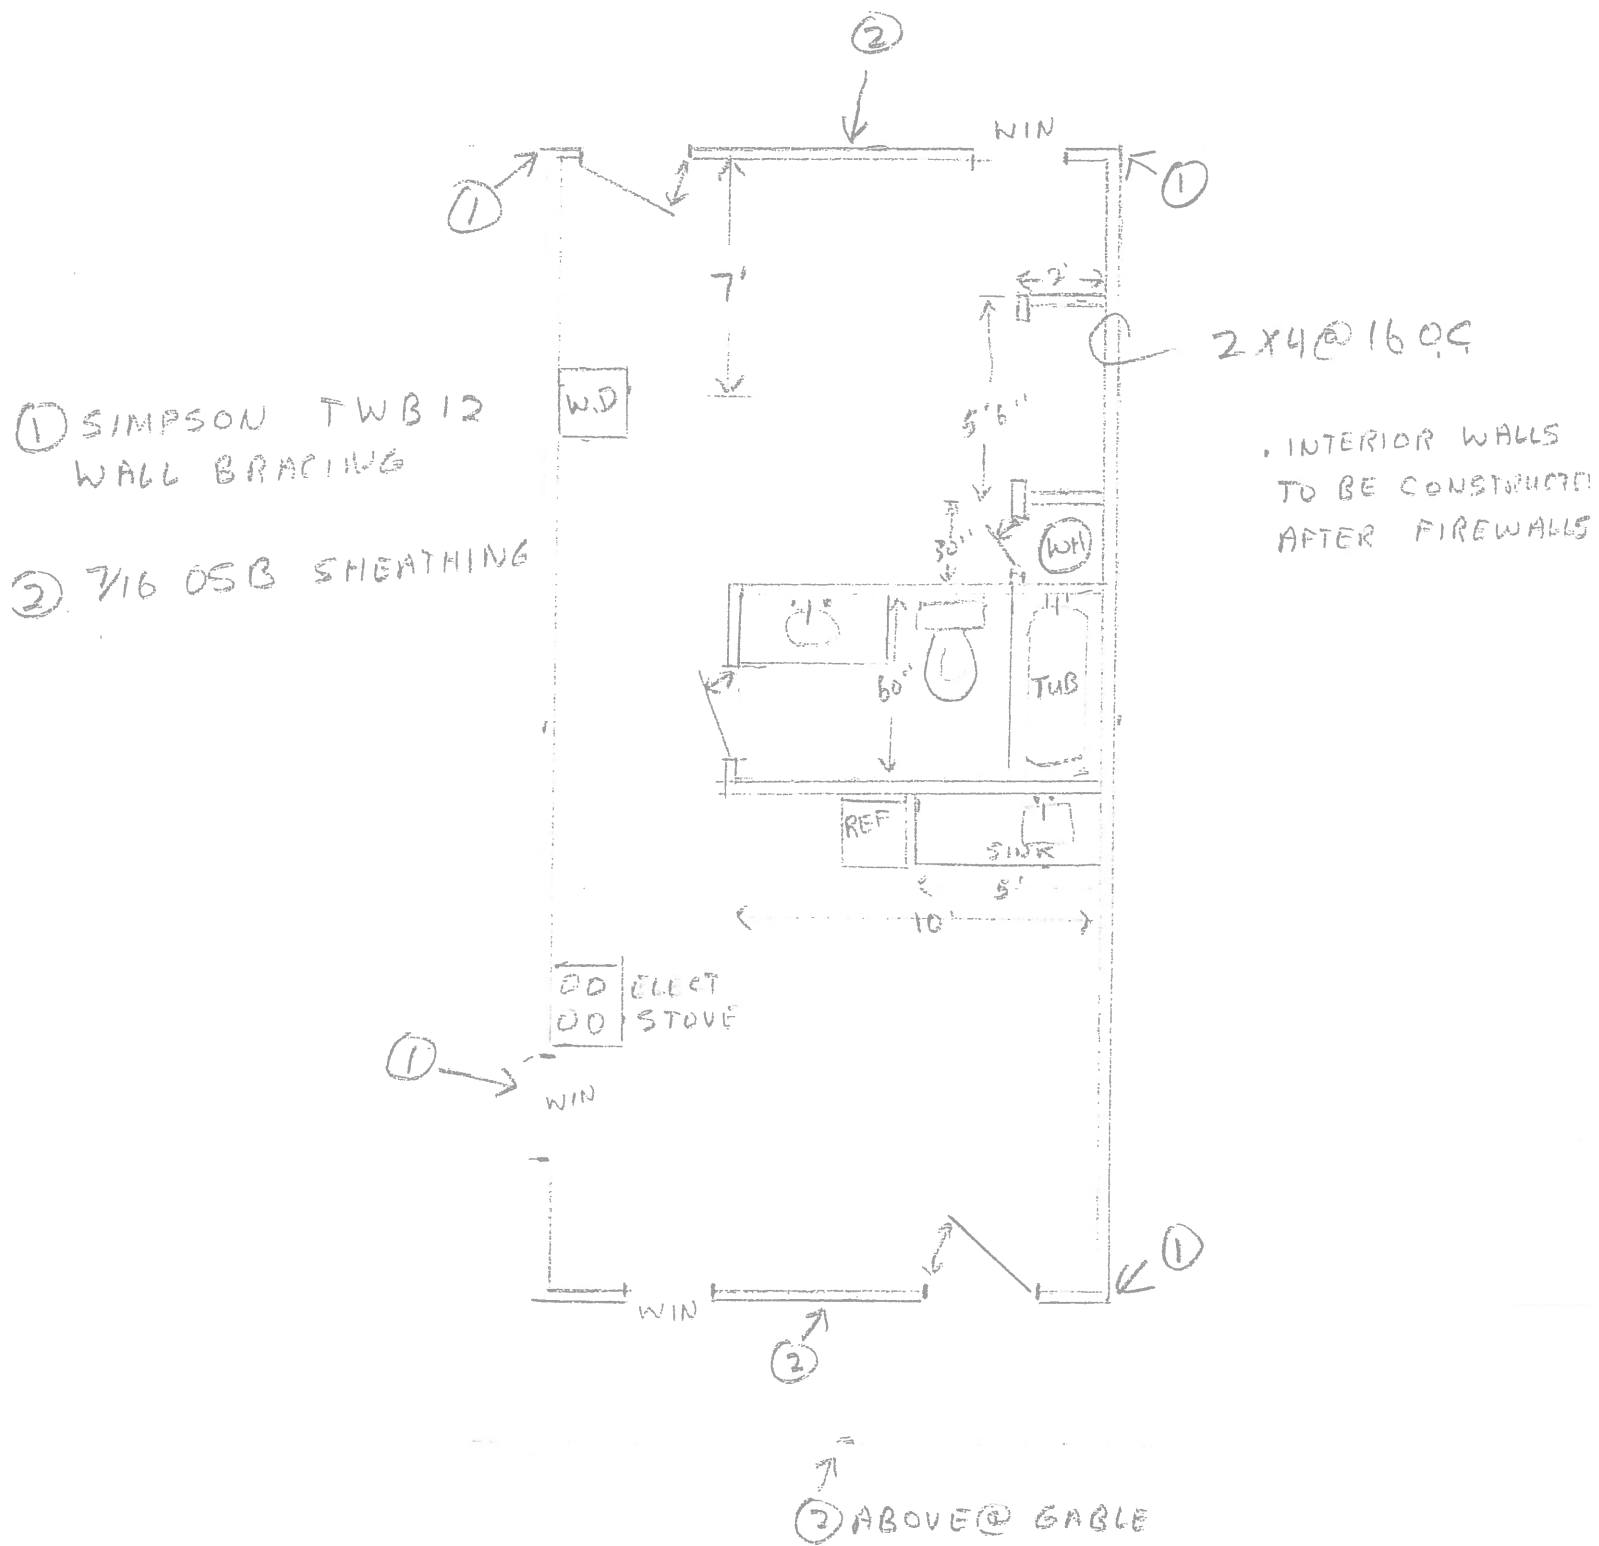 2
WIN
1
1
7'
2'
2X4@16 O.C.
W.D
1 SIMPSON TWB12
WALL BRACING
5'6"
. INTERIOR WALLS
TO BE CONSTRUCTED
AFTER FIREWALLS
30"
WH
2 7/16 OSB SHEATHING
60"
TUB
REF
SINK
5'
10'
ELECT
STOVE
1
WIN
1
WIN
2
2 ABOVE @ GABLE